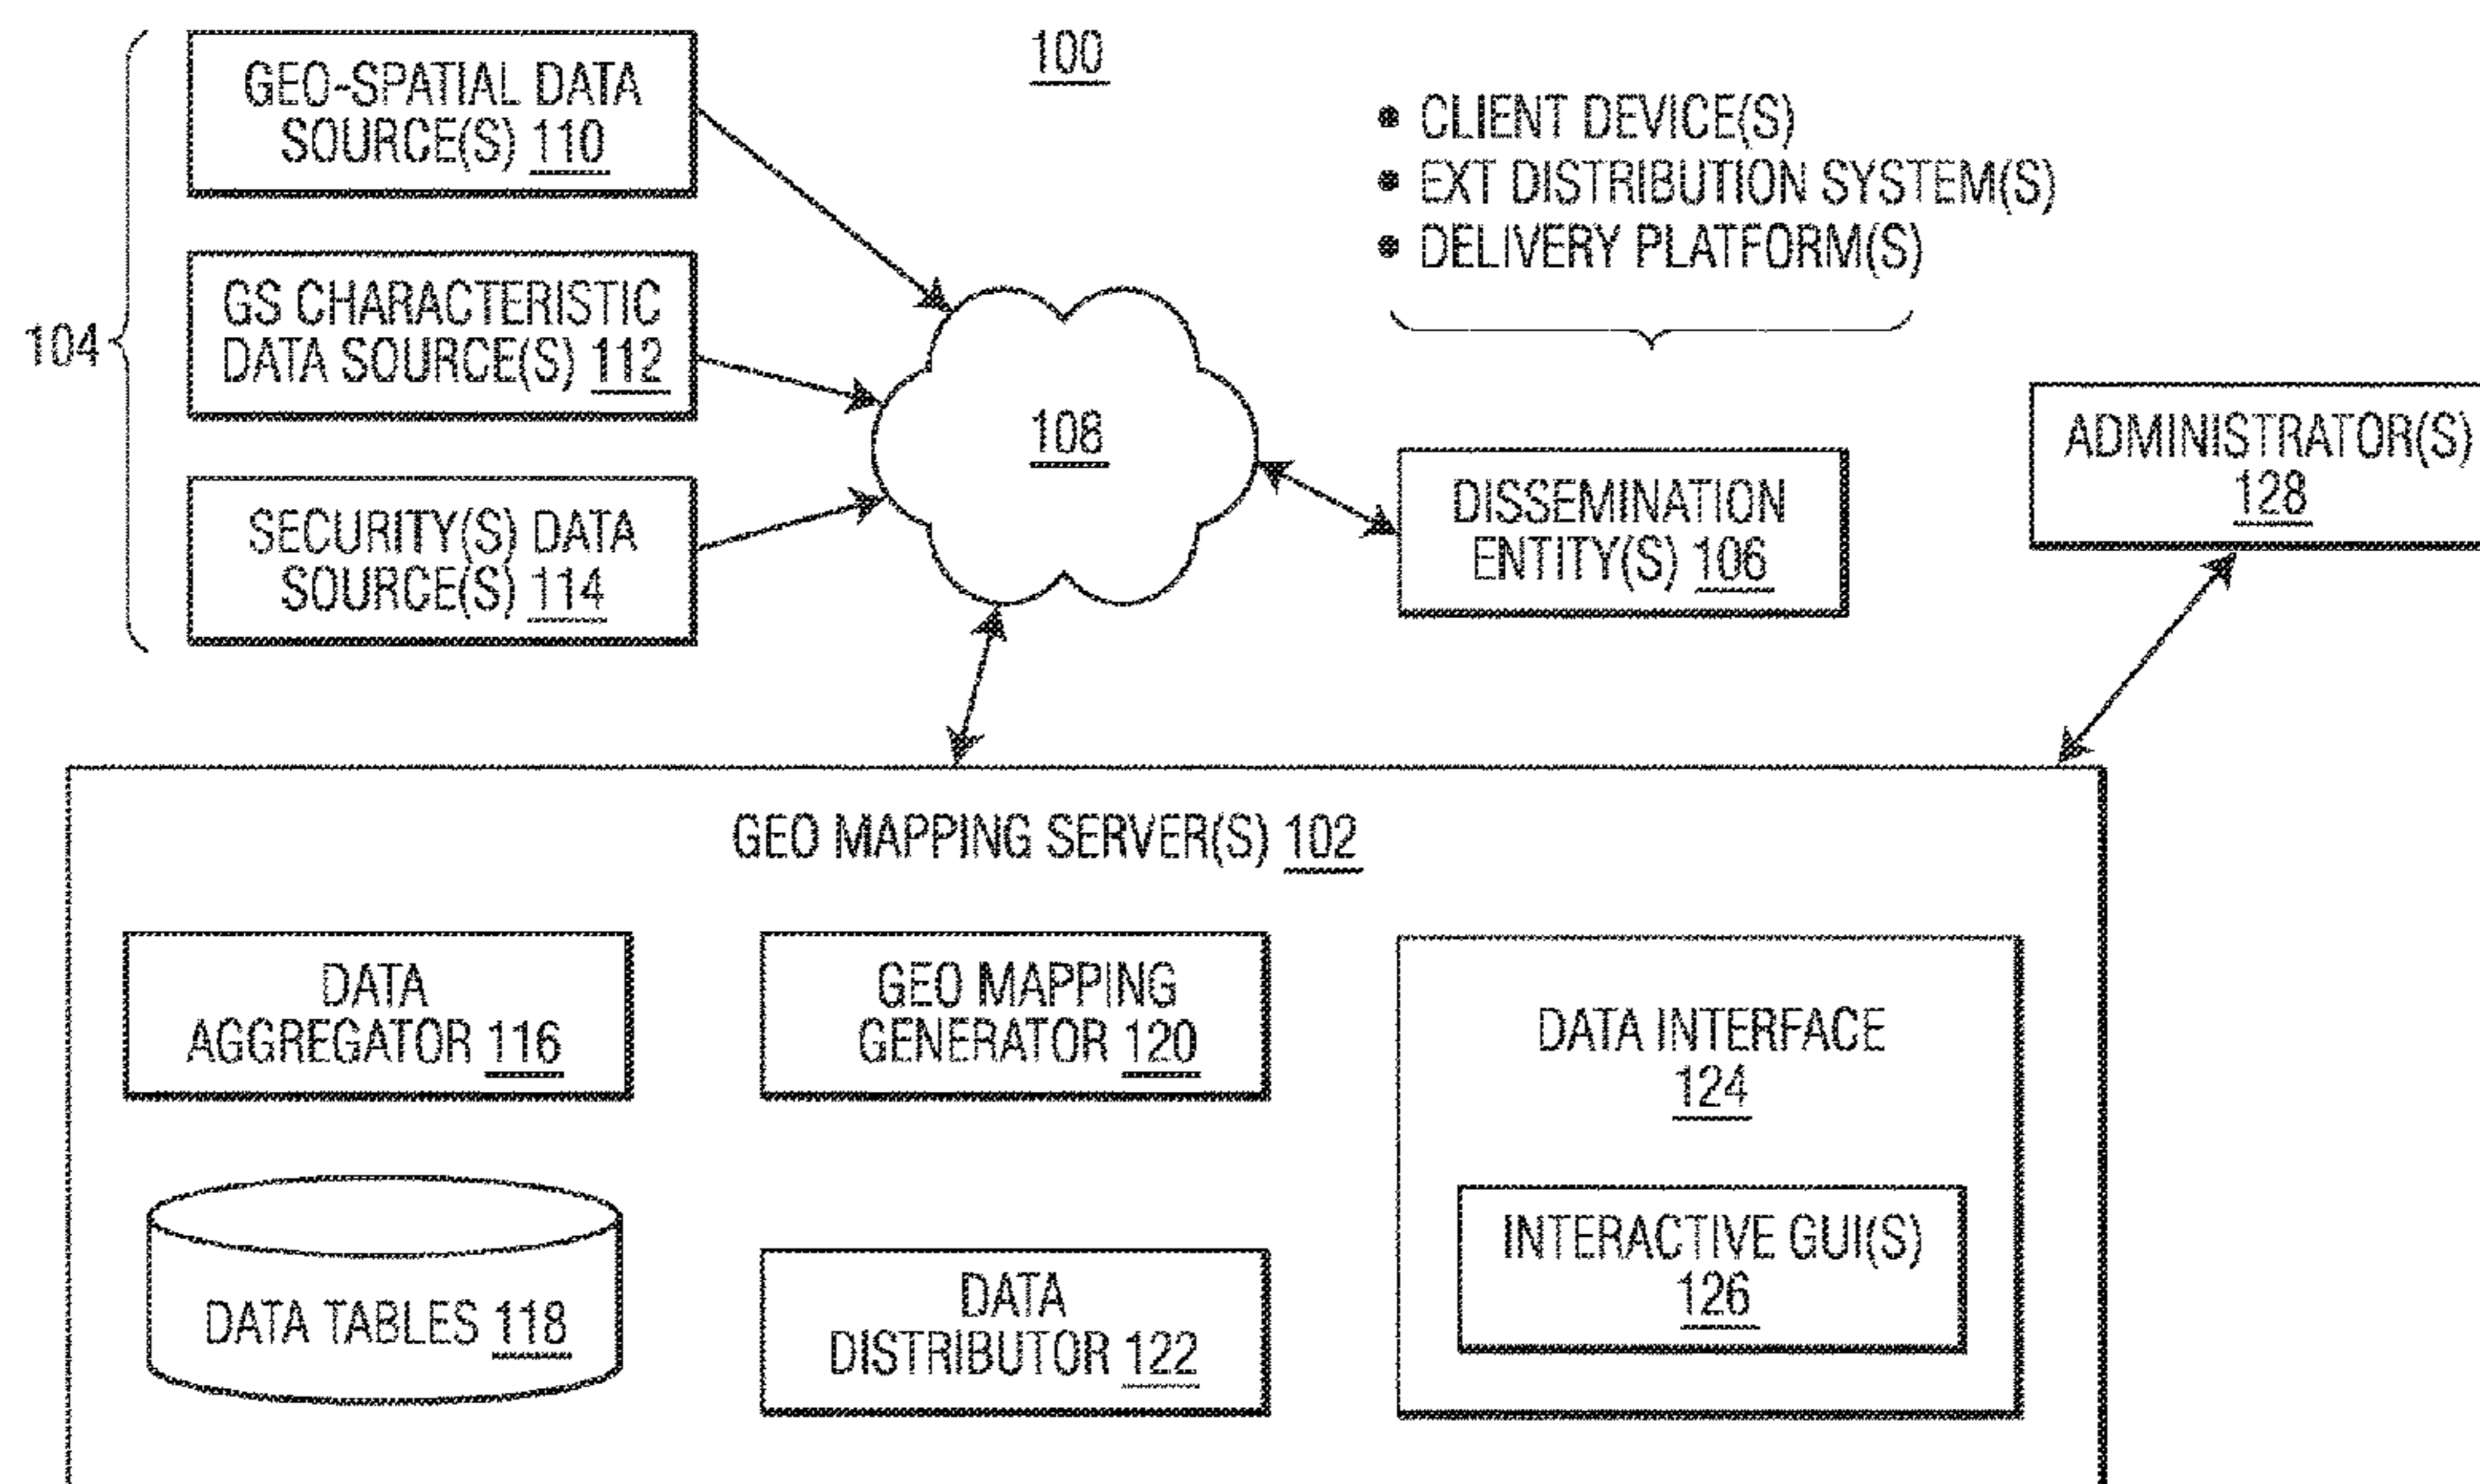 100
GEO-SPATIAL DATA
SOURCE(S) 110
GS CHARACTERISTIC
DATA SOURCE(S) 112
SECURITY(S) DATA
SOURCE(S) 114
104
108
• CLIENT DEVICE(S)
• EXT DISTRIBUTION SYSTEM(S)
• DELIVERY PLATFORM(S)
DISSEMINATION
ENTITY(S) 106
ADMINISTRATOR(S)
128
GEO MAPPING SERVER(S) 102
DATA
AGGREGATOR 116
GEO MAPPING
GENERATOR 120
DATA INTERFACE
124
DATA TABLES 118
DATA
DISTRIBUTOR 122
INTERACTIVE GUI(S)
126